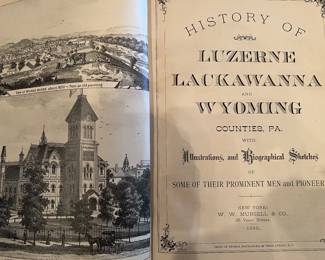 HISTORY OF
LUZERNE
LACKAWANNA
AND
WYOMING
COUNTIES, PA.
WITH
Illustrations, and Biographical Sketches
OF
SOME OF THEIR PROMINENT MEN and PIONEER
NEW YORK:
W. W. MUNSELL & CO.
1880.